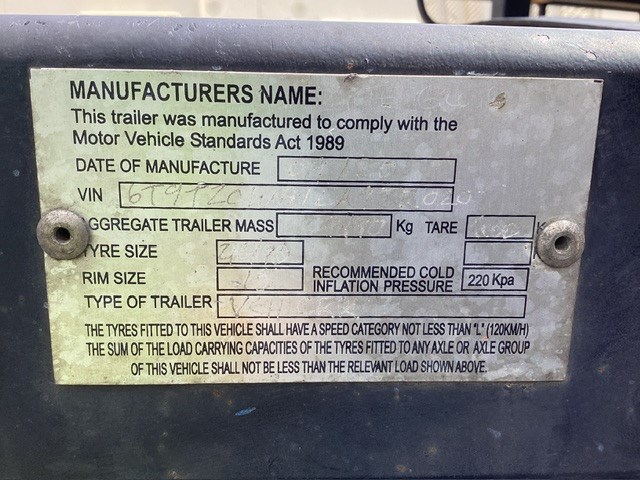 MANUFACTURERS NAME:
This trailer was manufactured to comply with the
Motor Vehicle Standards Act 1989
DATE OF MANUFACTURE
VIN
AGGREGATE TRAILER MASS Kg TARE
TYRE SIZE
RIM SIZE RECOMMENDED COLD INFLATION PRESSURE 220 Kpa
TYPE OF TRAILER
THE TYRES FITTED TO THIS VEHICLE SHALL HAVE A SPEED CATEGORY NOT LESS THAN "L" (120KM/H)
THE SUM OF THE LOAD CARRYING CAPACITIES OF THE TYRES FITTED TO ANY AXLE OR AXLE GROUP
OF THIS VEHICLE SHALL NOT BE LESS THAN THE RELEVANT LOAD SHOWN ABOVE.